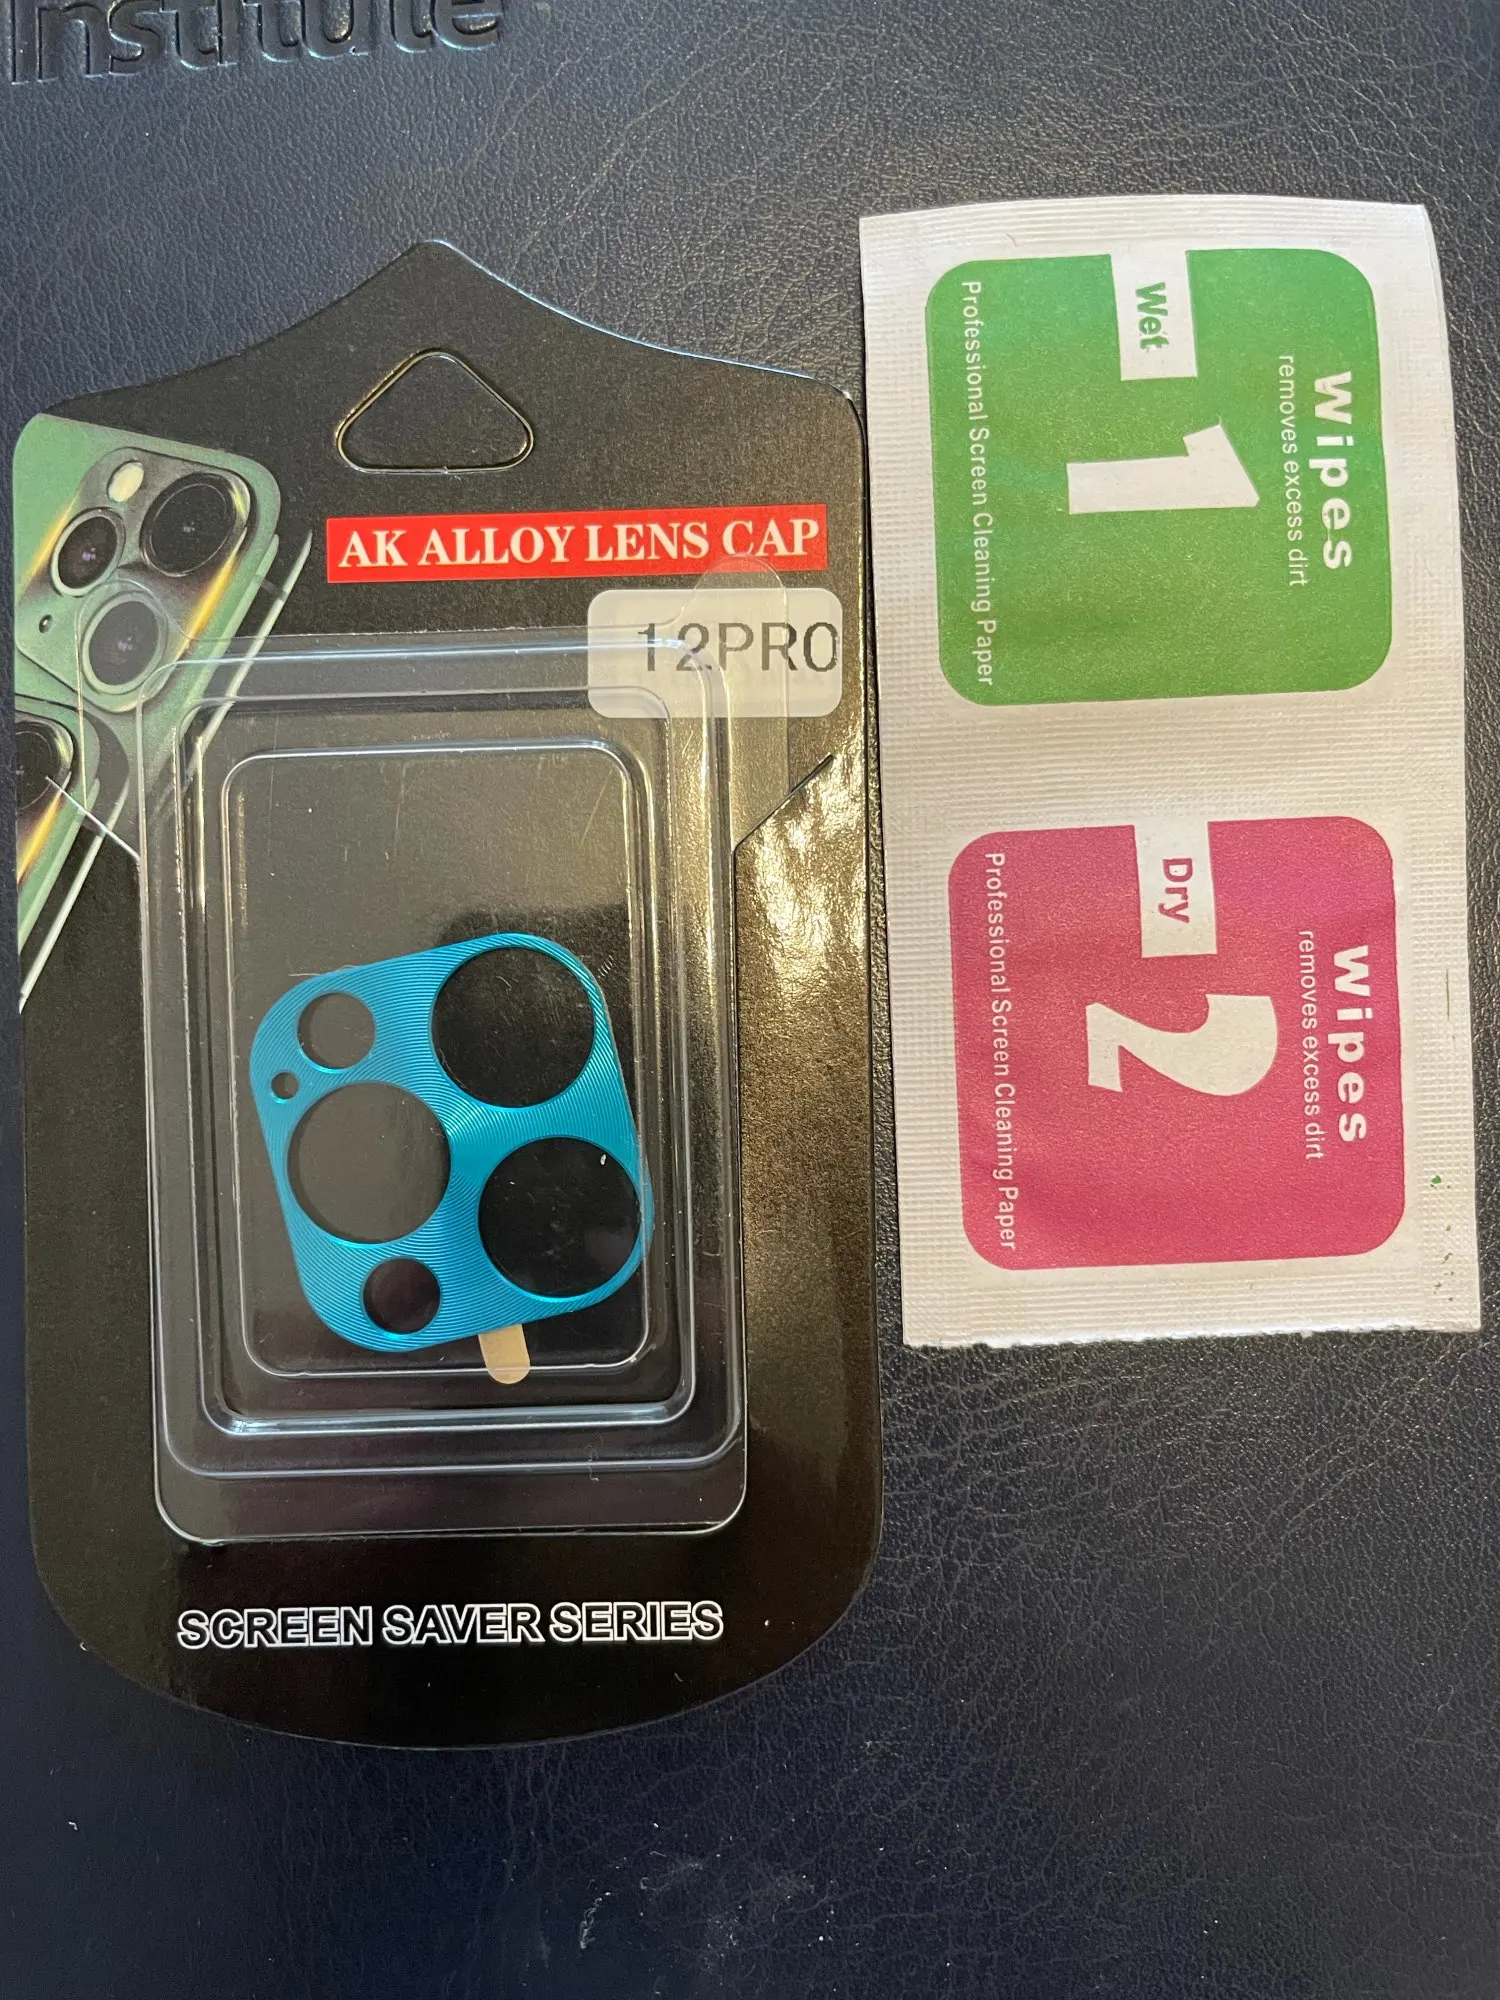 Institute
AK ALLOY LENS CAP
12PRO
SCREEN SAVER SERIES
Wipes
removes excess dirt
1
Wet
Professional Screen Cleaning Paper
Wipes
removes excess dirt
2
Dry
Professional Screen Cleaning Paper